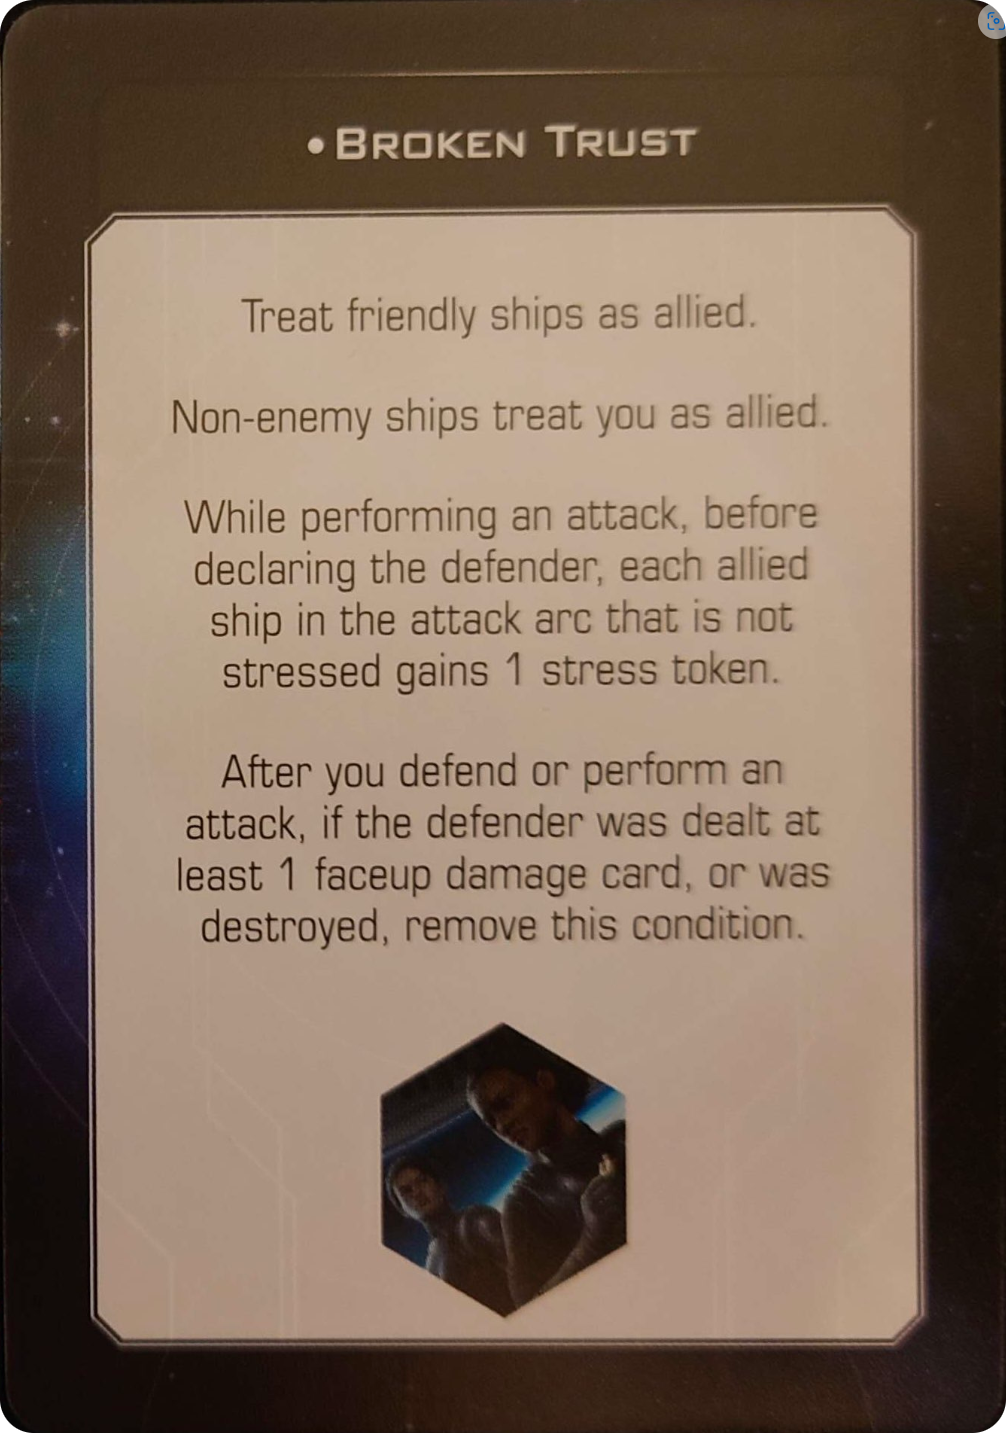 • Broken Trust
Treat friendly ships as allied.
Non-enemy ships treat you as allied.
While performing an attack, before
declaring the defender, each allied
ship in the attack arc that is not
stressed gains 1 stress token.
After you defend or perform an
attack, if the defender was dealt at
least 1 faceup damage card, or was
destroyed, remove this condition.